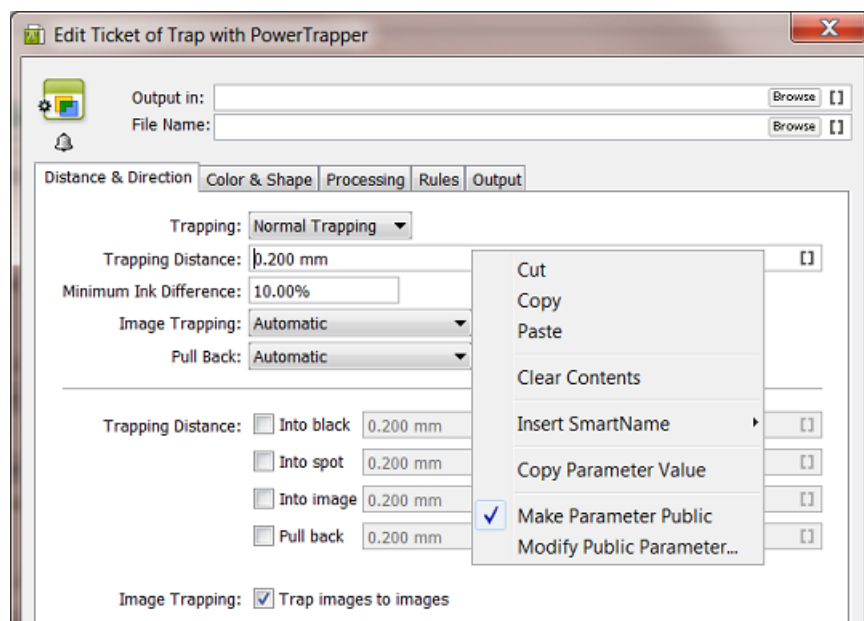 Edit Ticket of Trap with PowerTrapper
X
Output in: Browse []
File Name: Browse []
Distance & Direction Color & Shape Processing Rules Output
Trapping: Normal Trapping
Trapping Distance: 0.200 mm []
Minimum Ink Difference: 10.00%
Image Trapping: Automatic
Pull Back: Automatic
Cut
Copy
Paste
Clear Contents
Insert SmartName
Copy Parameter Value
Make Parameter Public
Modify Public Parameter...
Trapping Distance: Into black 0.200 mm []
Into spot 0.200 mm []
Into image 0.200 mm []
Pull back 0.200 mm []
Image Trapping: Trap images to images